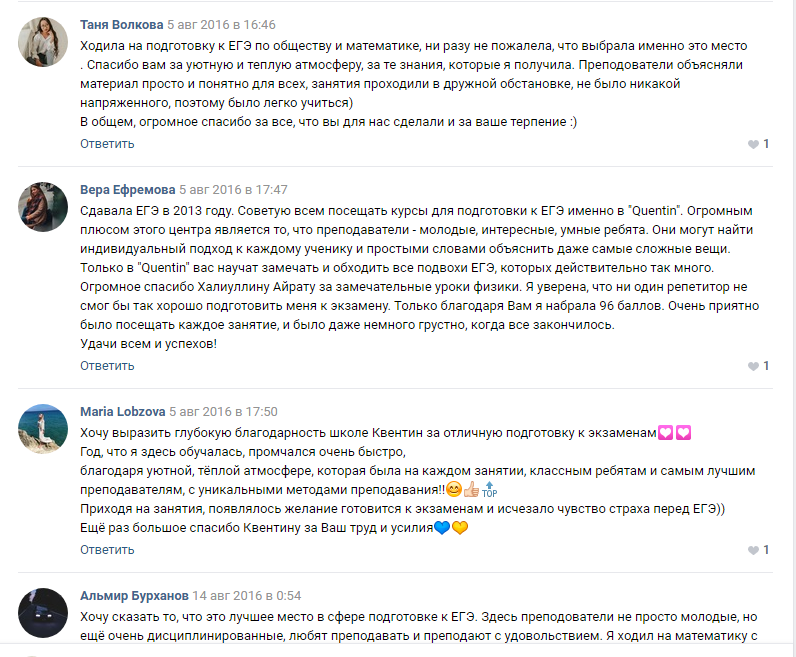 Таня Волкова 5 авг 2016 в 16:46
Ходила на подготовку к ЕГЭ по обществу и математике, ни разу не пожалела, что выбрала именно это место
. Спасибо вам за уютную и теплую атмосферу, за те знания, которые я получила. Преподователи объясняли
материал просто и понятно для всех, занятия проходили в дружной обстановке, не было никакой
напряженного, поэтому было легко учиться)
В общем, огромное спасибо за все, что вы для нас сделали и за ваше терпение :)
Ответить 1
Вера Ефремова 5 авг 2016 в 17:47
Сдавала ЕГЭ в 2013 году. Советую всем посещать курсы для подготовки к ЕГЭ именно в "Quentin". Огромным
плюсом этого центра является то, что преподаватели - молодые, интересные, умные ребята. Они могут найти
индивидуальный подход к каждому ученику и простыми словами объяснить даже самые сложные вещи.
Только в "Quentin" вас научат замечать и обходить все подвохи ЕГЭ, которых действительно так много.
Огромное спасибо Халиуллину Айрату за замечательные уроки физики. Я уверена, что ни один репетитор не
смог бы так хорошо подготовить меня к экзамену. Только благодаря Вам я набрала 96 баллов. Очень приятно
было посещать каждое занятие, и было даже немного грустно, когда все закончилось.
Удачи всем и успехов!
Ответить 1
Maria Lobzova 5 авг 2016 в 17:50
Хочу выразить глубокую благодарность школе Квентин за отличную подготовку к экзаменам💟💟
Год, что я здесь обучалась, промчался очень быстро,
благодаря уютной, тёплой атмосфере, которая была на каждом занятии, классным ребятам и самым лучшим
преподавателям, с уникальными методами преподавания!!😊👍🔝
Приходя на занятия, появлялось желание готовится к экзаменам и исчезало чувство страха перед ЕГЭ))
Ещё раз большое спасибо Квентину за Ваш труд и усилия💙💛
Ответить 1
Альмир Бурханов 14 авг 2016 в 0:54
Хочу сказать то, что это лучшее место в сфере подготовке к ЕГЭ. Здесь преподователи не просто молодые, но
ещё очень дисциплинированные, любят преподавать и преподают с удовольствием. Я ходил на математику с